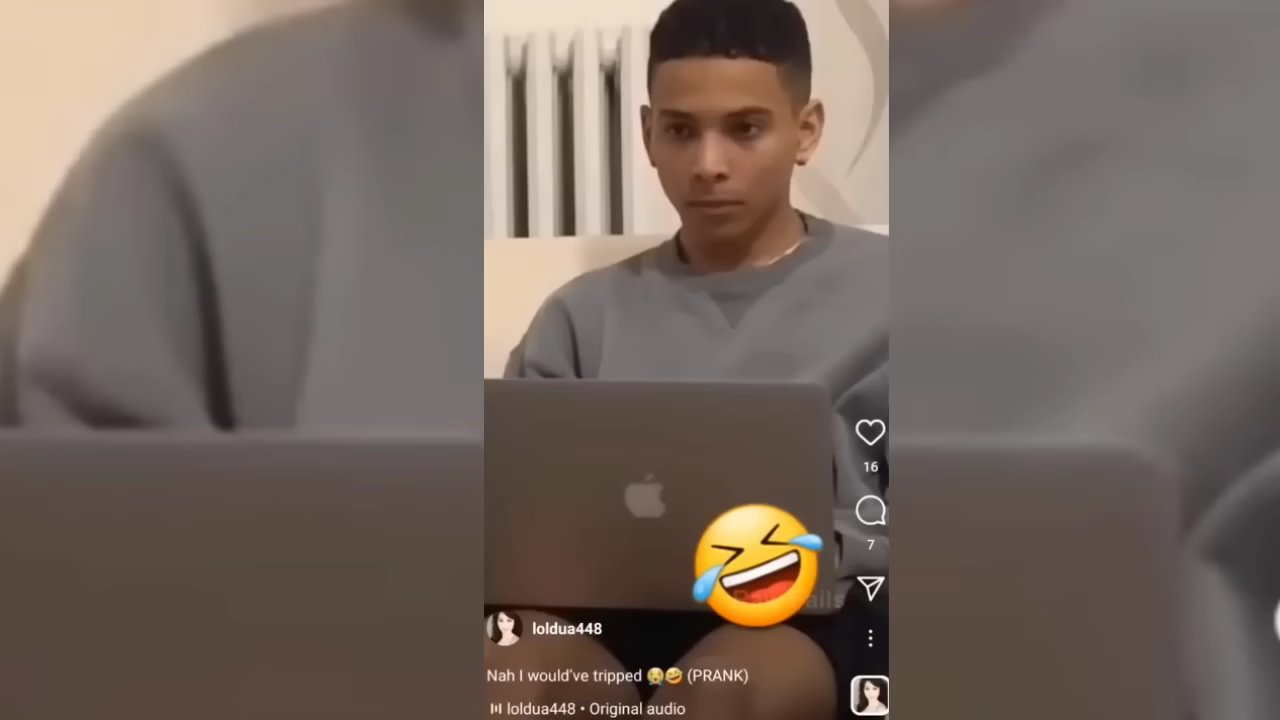 16
7
loldua448
Nah I would've tripped 😭🤣 (PRANK)
loldua448 • Original audio